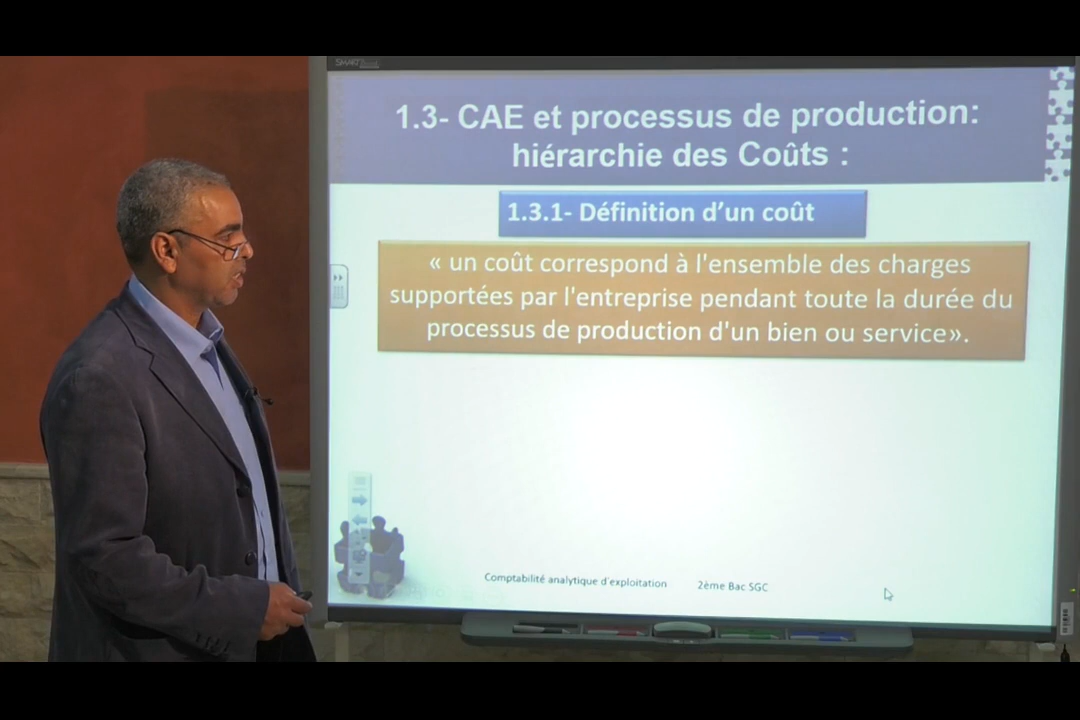 SMART
1.3- CAE et processus de production:
hiérarchie des Coûts :
1.3.1- Définition d’un coût
« un coût correspond à l'ensemble des charges
supportées par l'entreprise pendant toute la durée du
processus de production d'un bien ou service».
Comptabilité analytique d'exploitation 2ème Bac SGC